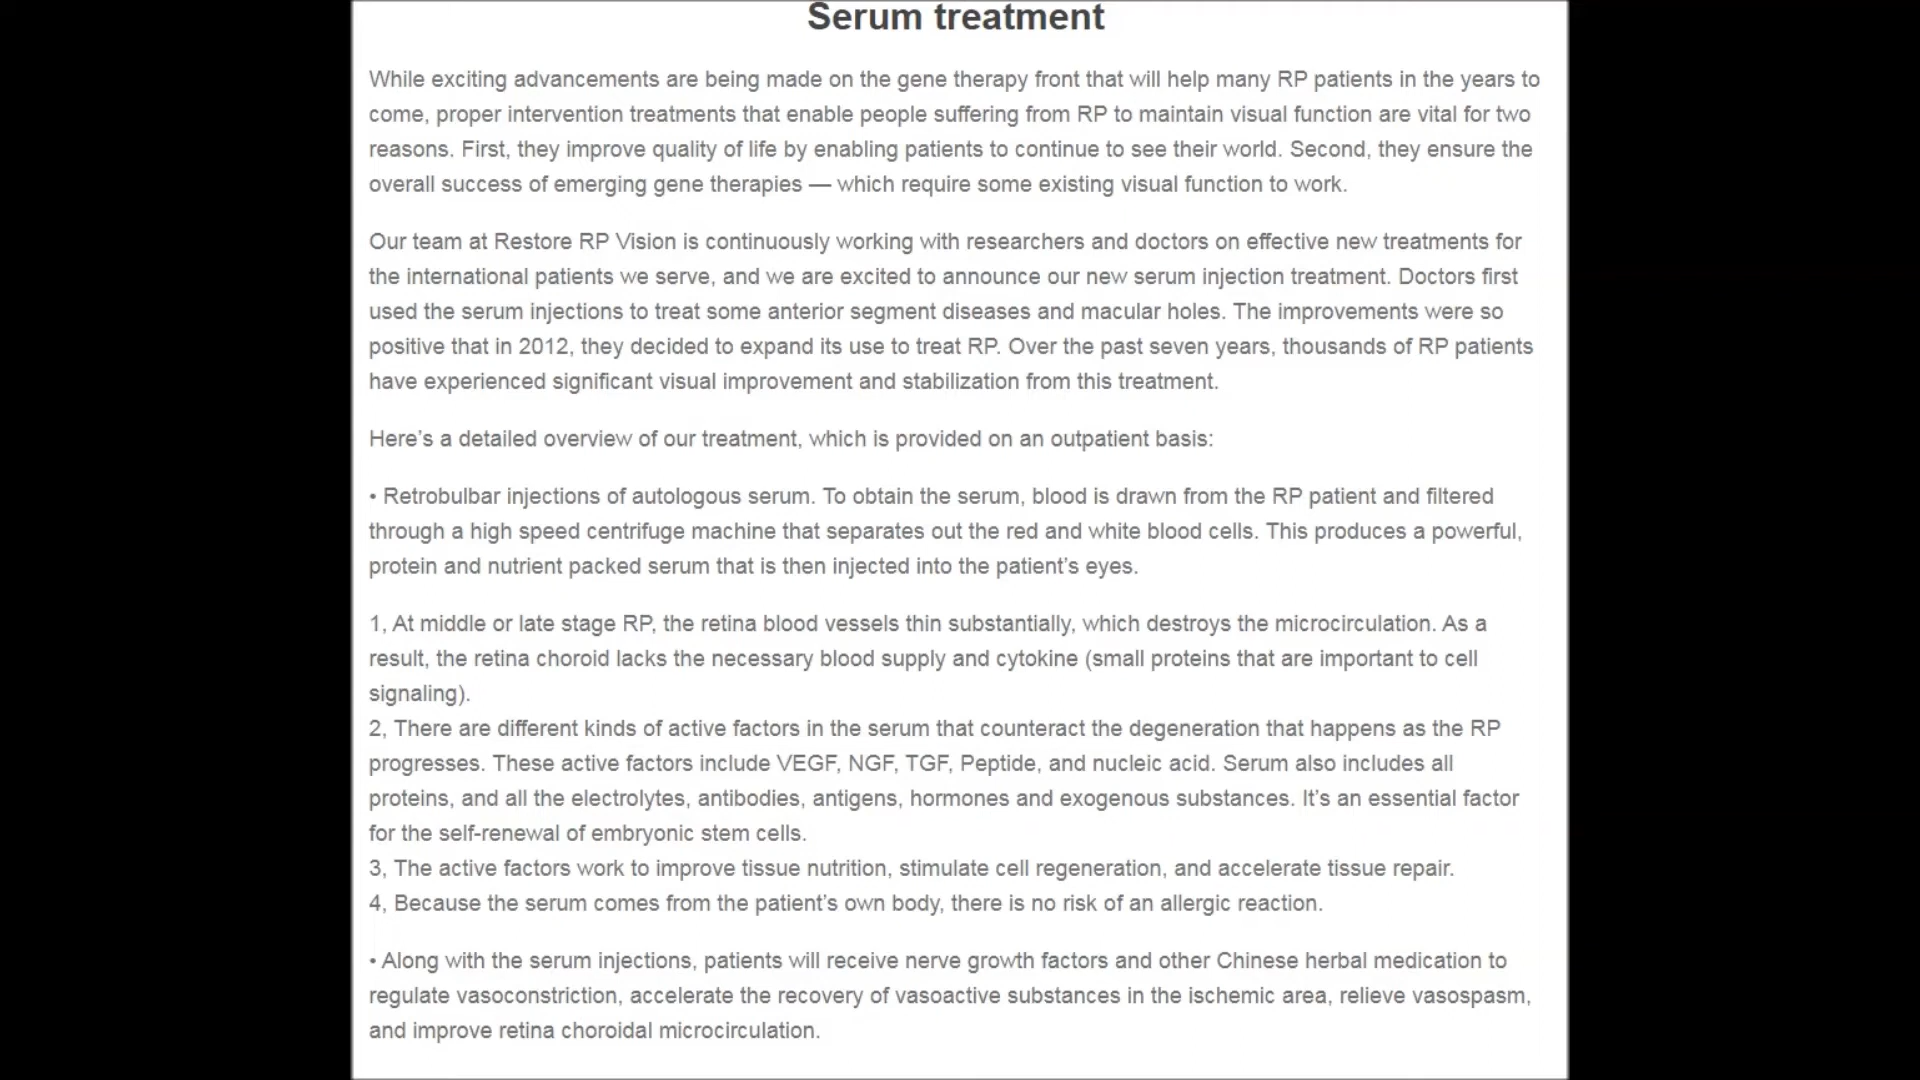 Serum treatment
While exciting advancements are being made on the gene therapy front that will help many RP patients in the years to
come, proper intervention treatments that enable people suffering from RP to maintain visual function are vital for two
reasons. First, they improve quality of life by enabling patients to continue to see their world. Second, they ensure the
overall success of emerging gene therapies — which require some existing visual function to work.
Our team at Restore RP Vision is continuously working with researchers and doctors on effective new treatments for
the international patients we serve, and we are excited to announce our new serum injection treatment. Doctors first
used the serum injections to treat some anterior segment diseases and macular holes. The improvements were so
positive that in 2012, they decided to expand its use to treat RP. Over the past seven years, thousands of RP patients
have experienced significant visual improvement and stabilization from this treatment.
Here’s a detailed overview of our treatment, which is provided on an outpatient basis:
• Retrobulbar injections of autologous serum. To obtain the serum, blood is drawn from the RP patient and filtered
through a high speed centrifuge machine that separates out the red and white blood cells. This produces a powerful,
protein and nutrient packed serum that is then injected into the patient’s eyes.
1, At middle or late stage RP, the retina blood vessels thin substantially, which destroys the microcirculation. As a
result, the retina choroid lacks the necessary blood supply and cytokine (small proteins that are important to cell
signaling).
2, There are different kinds of active factors in the serum that counteract the degeneration that happens as the RP
progresses. These active factors include VEGF, NGF, TGF, Peptide, and nucleic acid. Serum also includes all
proteins, and all the electrolytes, antibodies, antigens, hormones and exogenous substances. It’s an essential factor
for the self-renewal of embryonic stem cells.
3, The active factors work to improve tissue nutrition, stimulate cell regeneration, and accelerate tissue repair.
4, Because the serum comes from the patient’s own body, there is no risk of an allergic reaction.
• Along with the serum injections, patients will receive nerve growth factors and other Chinese herbal medication to
regulate vasoconstriction, accelerate the recovery of vasoactive substances in the ischemic area, relieve vasospasm,
and improve retina choroidal microcirculation.